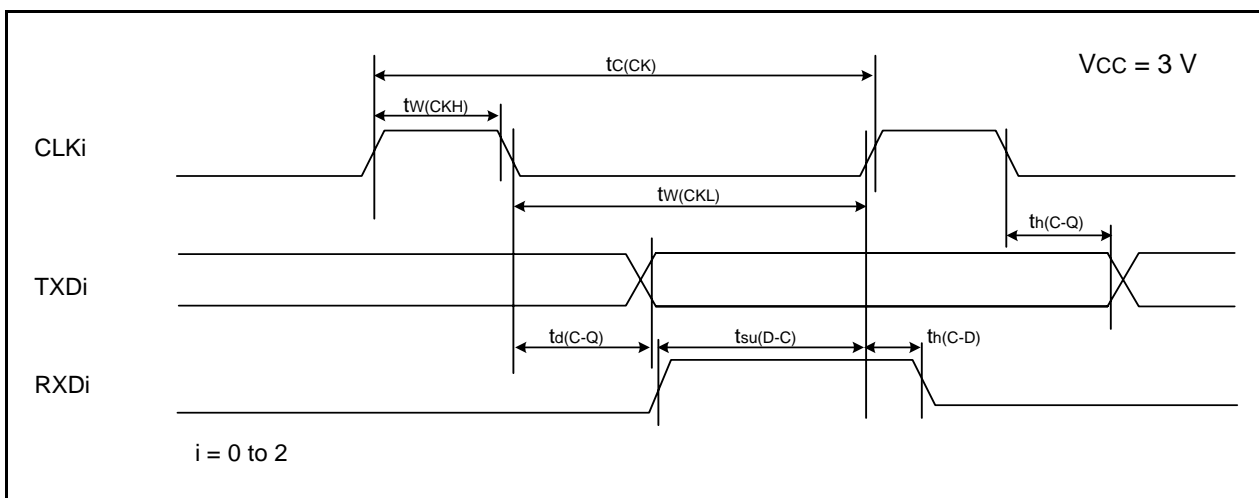 tC(CK)
VCC = 3 V
tW(CKH)
CLKi
tW(CKL)
th(C-Q)
TXDi
td(C-Q)
tsu(D-C)
th(C-D)
RXDi
i = 0 to 2